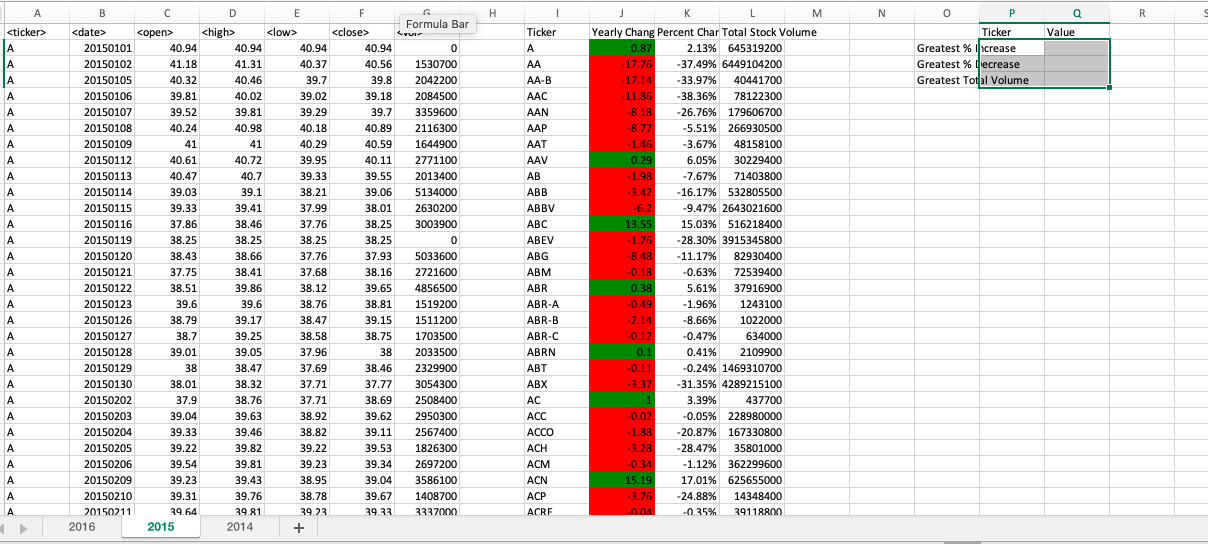 A B C D E F G H I J K L M N O P Q R S
Formula Bar
<ticker> <date> <open> <high> <low> <close> <vol> Ticker Yearly Chang Percent Char Total Stock Volume Ticker Value
A 20150101 40.94 40.94 40.94 40.94 0 A 0.87 2.13% 645319200 Greatest % Increase
A 20150102 41.18 41.31 40.37 40.56 1530700 AA -17.76 -37.49% 6449104200 Greatest % Decrease
A 20150105 40.32 40.46 39.7 39.8 2042200 AA-B -17.14 -33.97% 40441700 Greatest Total Volume
A 20150106 39.81 40.02 39.02 39.18 2084500 AAC -11.86 -38.36% 78122300
A 20150107 39.52 39.81 39.29 39.7 3359600 AAN -8.18 -26.76% 179606700
A 20150108 40.24 40.98 40.18 40.89 2116300 AAP -8.77 -5.51% 266930500
A 20150109 41 41 40.29 40.59 1644900 AAT -1.46 -3.67% 48158100
A 20150112 40.61 40.72 39.95 40.11 2771100 AAV 0.29 6.05% 30229400
A 20150113 40.47 40.7 39.33 39.55 2013400 AB -1.98 -7.67% 71403800
A 20150114 39.03 39.1 38.21 39.06 5134000 ABB -3.42 -16.17% 532805500
A 20150115 39.33 39.41 37.99 38.01 2630200 ABBV -6.2 -9.47% 2643021600
A 20150116 37.86 38.46 37.76 38.25 3003900 ABC 13.55 15.03% 516218400
A 20150119 38.25 38.25 38.25 38.25 0 ABEV -1.76 -28.30% 3915345800
A 20150120 38.43 38.66 37.76 37.93 5033600 ABG -8.48 -11.17% 82930400
A 20150121 37.75 38.41 37.68 38.16 2721600 ABM -0.18 -0.63% 72539400
A 20150122 38.51 39.86 38.12 39.65 4856500 ABR 0.38 5.61% 37916900
A 20150123 39.6 39.6 38.76 38.81 1519200 ABR-A -0.49 -1.96% 1243100
A 20150126 38.79 39.17 38.47 39.15 1511200 ABR-B -2.14 -8.66% 1022000
A 20150127 38.7 39.25 38.58 38.75 1703500 ABR-C -0.12 -0.47% 634000
A 20150128 39.01 39.05 37.96 38 2033500 ABRN 0.1 0.41% 2109900
A 20150129 38 38.47 37.69 38.46 2329900 ABT -0.11 -0.24% 1469310700
A 20150130 38.01 38.32 37.71 37.77 3054300 ABX -3.37 -31.35% 4289215100
A 20150202 37.9 38.76 37.71 38.69 2508400 AC 1 3.39% 437700
A 20150203 39.04 39.63 38.92 39.62 2950300 ACC -0.02 -0.05% 228980000
A 20150204 39.33 39.46 38.82 39.11 2567400 ACCO -1.88 -20.87% 167330800
A 20150205 39.22 39.82 39.22 39.53 1826300 ACH -3.28 -28.47% 35801000
A 20150206 39.54 39.81 39.23 39.34 2697200 ACM -0.34 -1.12% 362299600
A 20150209 39.23 39.43 38.95 39.04 3586100 ACN 15.19 17.01% 625655000
A 20150210 39.31 39.76 38.78 39.67 1408700 ACP -3.76 -24.88% 14348400
A 20150211 39.64 39.81 39.23 39.33 3337000 ACRE -0.04 -0.35% 39118800
2016 2015 2014 +